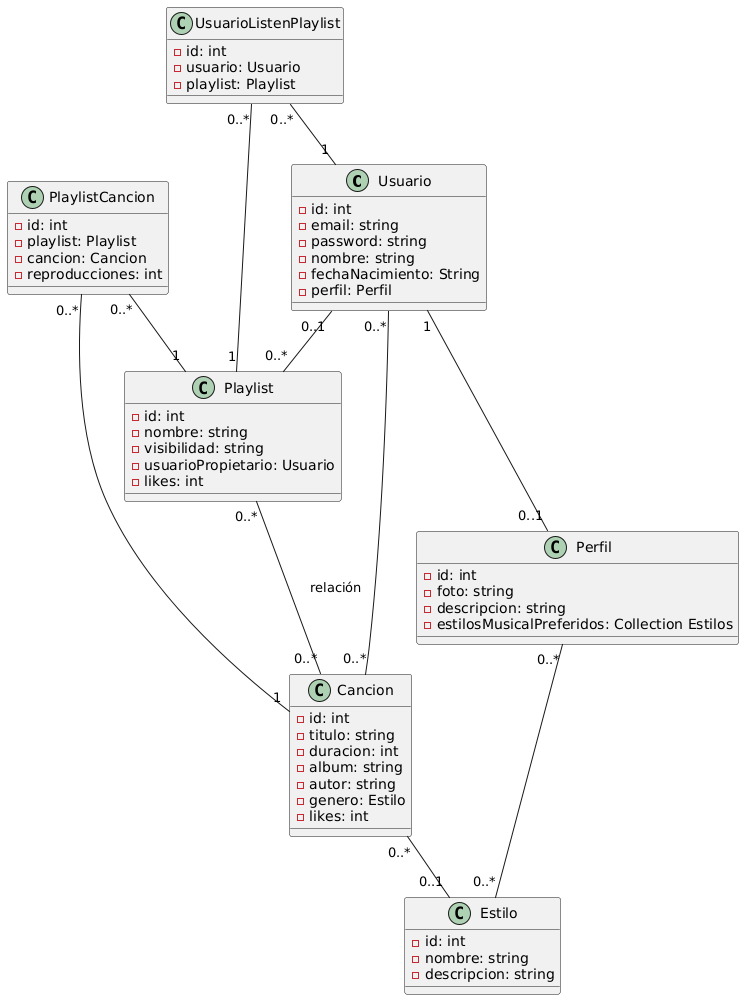 C UsuarioListenPlaylist
id: int
usuario: Usuario
playlist: Playlist
0..*
0..*
1
C PlaylistCancion
id: int
playlist: Playlist
cancion: Cancion
reproducciones: int
C Usuario
id: int
email: string
password: string
nombre: string
fechaNacimiento: String
perfil: Perfil
0..*
0..*
1
1
0..1
0..*
0..*
1
C Playlist
id: int
nombre: string
visibilidad: string
usuarioPropietario: Usuario
likes: int
0..*
0..1
C Perfil
id: int
foto: string
descripcion: string
estilosMusicalPreferidos: Collection Estilos
relación
0..*
0..*
0..*
1
C Cancion
id: int
titulo: string
duracion: int
album: string
autor: string
genero: Estilo
likes: int
0..*
0..1
0..*
C Estilo
id: int
nombre: string
descripcion: string